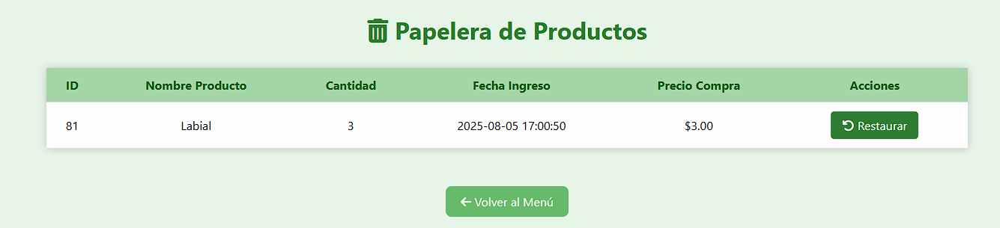 Papelera de Productos
ID Nombre Producto Cantidad Fecha Ingreso Precio Compra Acciones
81 Labial 3 2025-08-05 17:00:50 $3.00 Restaurar
Volver al Menú